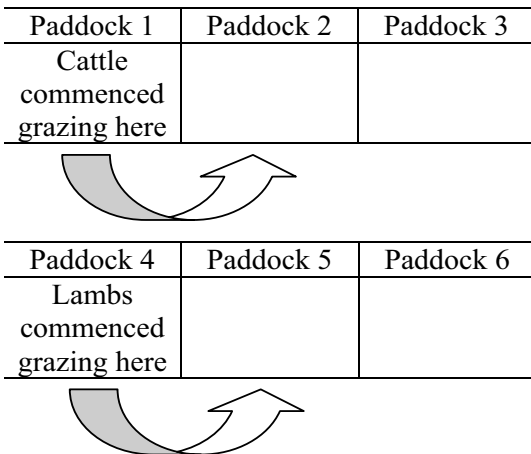 Paddock 1 Paddock 2 Paddock 3
Cattle
commenced
grazing here
Paddock 4 Paddock 5 Paddock 6
Lambs
commenced
grazing here